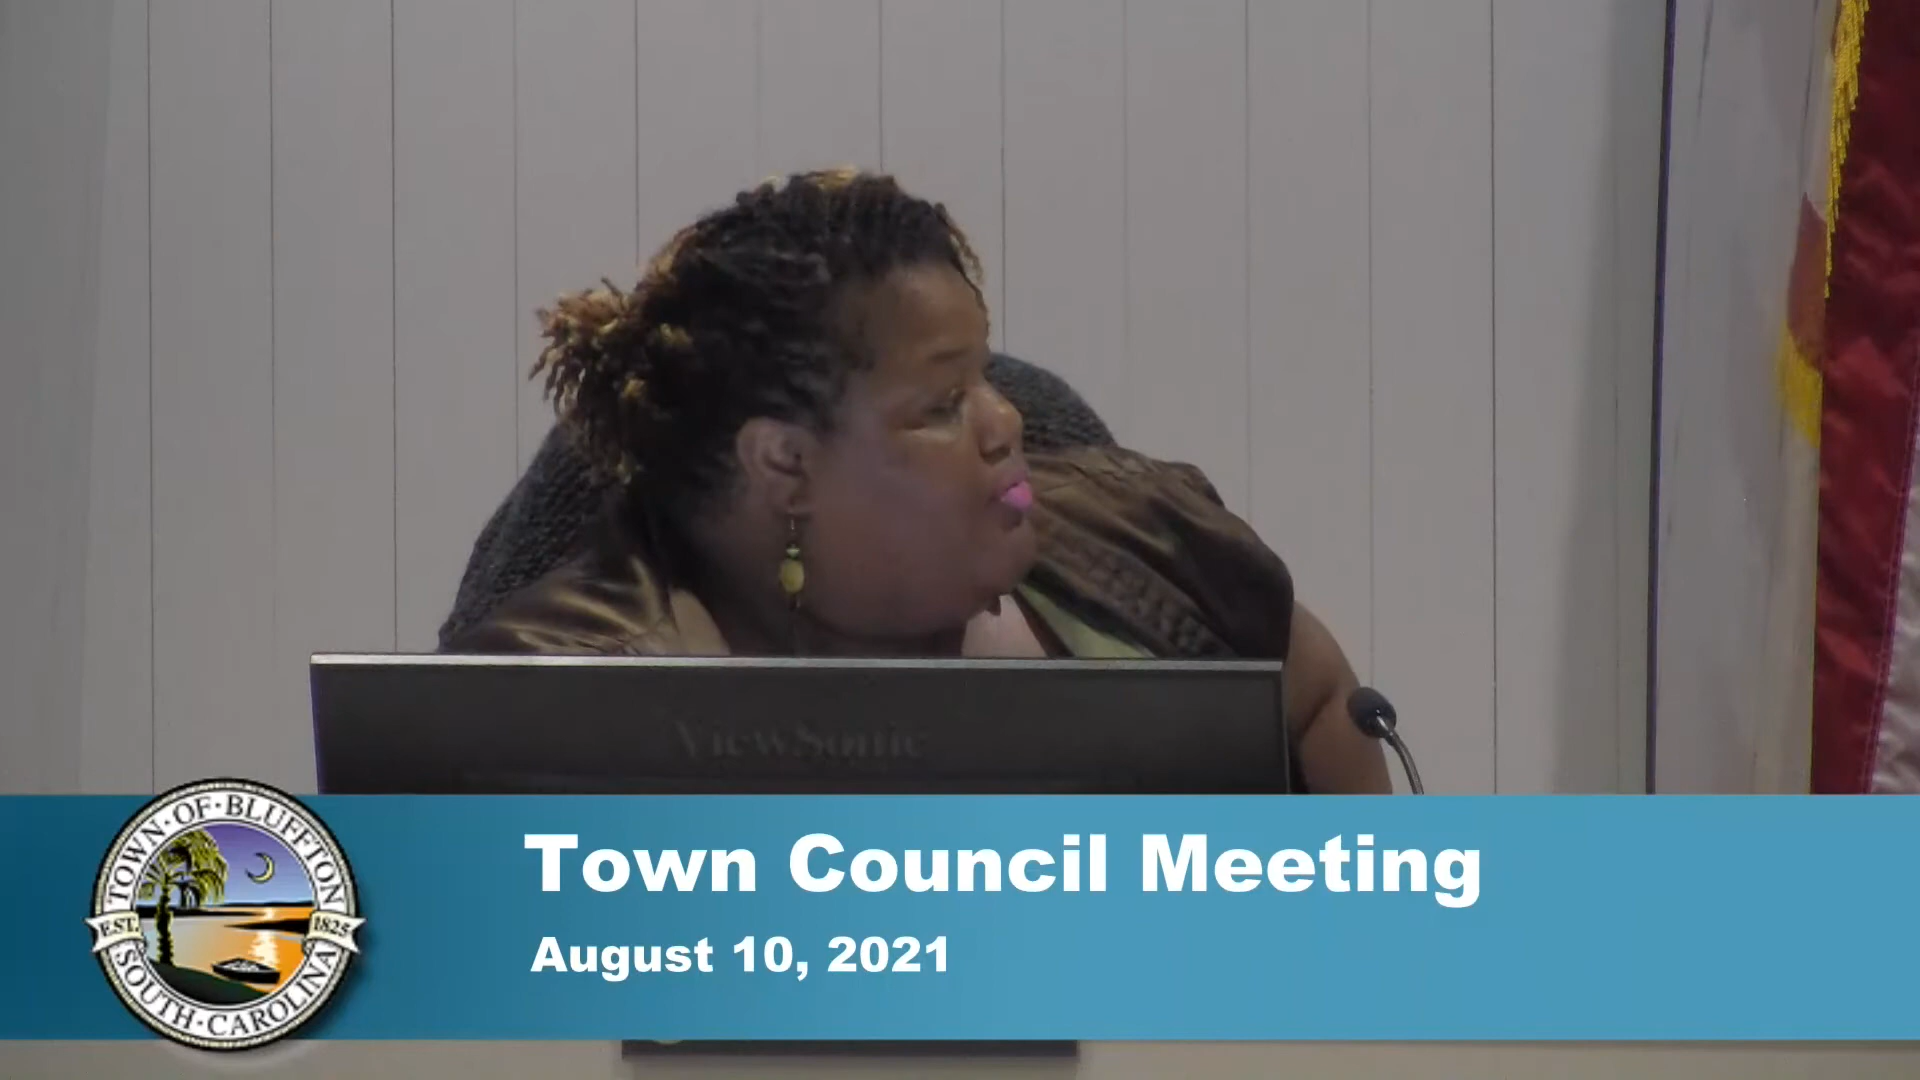 ViewSonic
Town Council Meeting
August 10, 2021
TOWN·OF·BLUFFTON
EST. 1825
SOUTH·CAROLINA